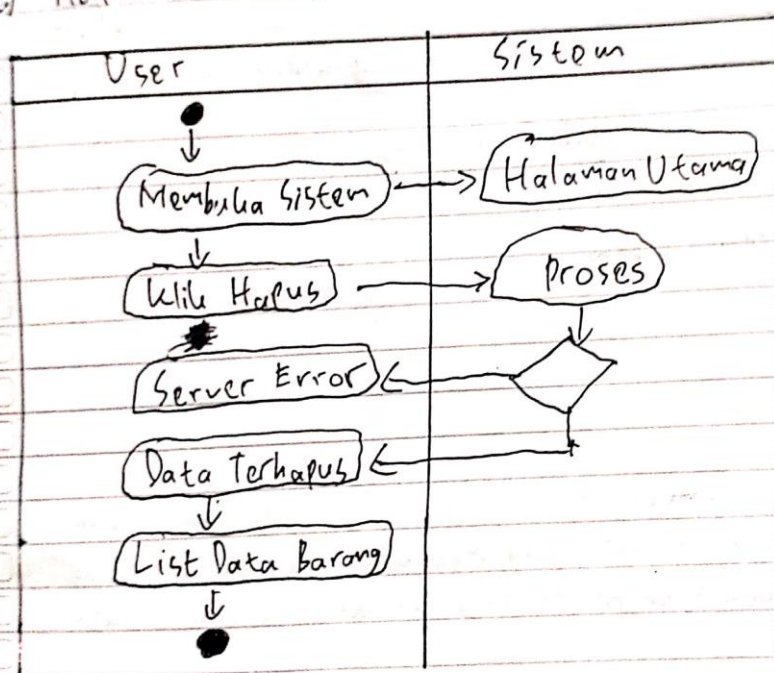 User
Sistem
Membuka Sistem
Halaman Utama
Klik Hapus
Proses
Server Error
Data Terhapus
List Data Barang